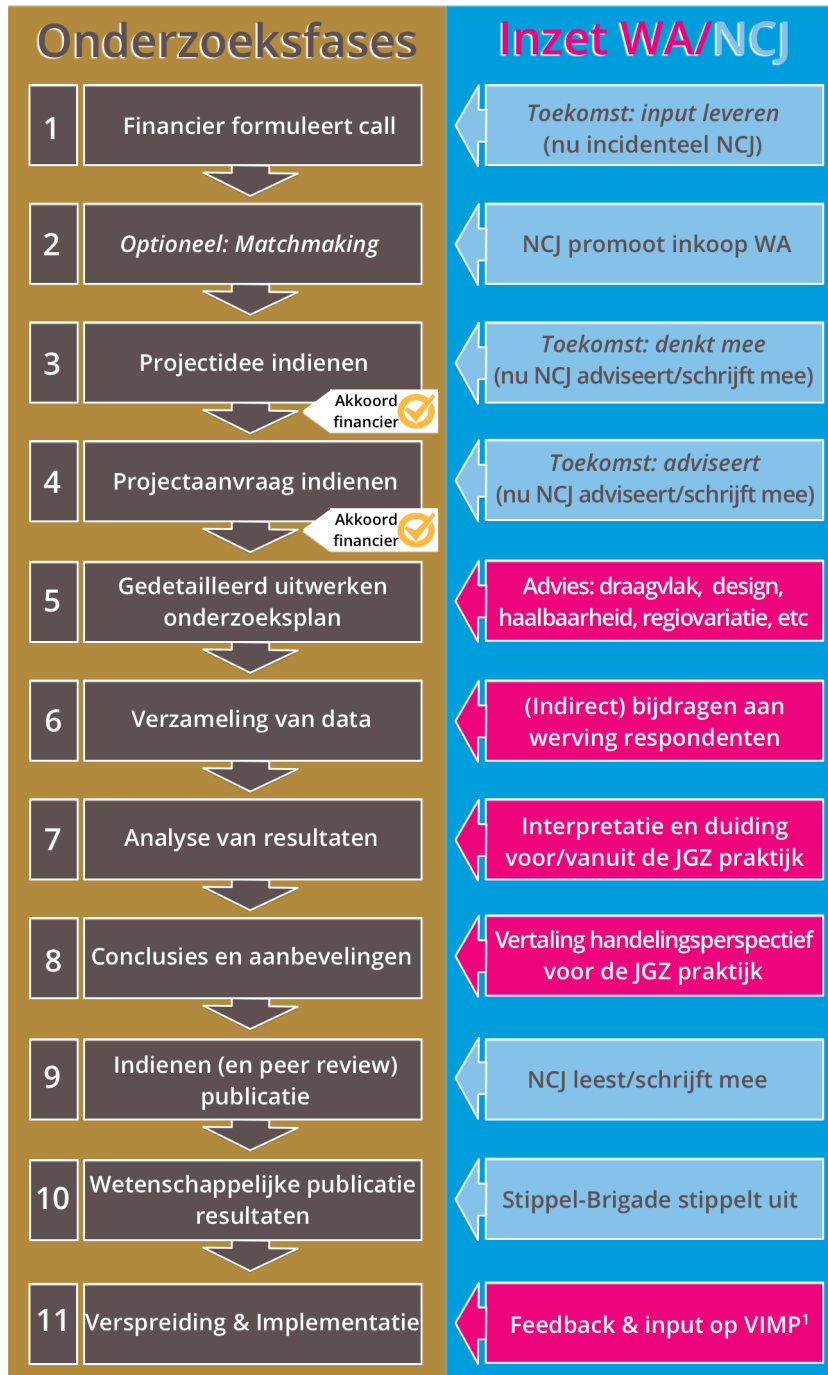 Onderzoeksfases
Inzet WA/NCJ
1
Financier formuleert call
Toekomst: input leveren
(nu incidenteel NCJ)
2
Optioneel: Matchmaking
NCJ promoot inkoop WA
3
Projectidee indienen
Toekomst: denkt mee
(nu NCJ adviseert/schrijft mee)
Akkoord
financier
4
Projectaanvraag indienen
Toekomst: adviseert
(nu NCJ adviseert/schrijft mee)
Akkoord
financier
5
Gedetailleerd uitwerken
onderzoeksplan
Advies: draagvlak, design,
haalbaarheid, regiovariatie, etc
6
Verzameling van data
(Indirect) bijdragen aan
werving respondenten
7
Analyse van resultaten
Interpretatie en duiding
voor/vanuit de JGZ praktijk
8
Conclusies en aanbevelingen
Vertaling handelingsperspectief
voor de JGZ praktijk
9
Indienen (en peer review)
publicatie
NCJ leest/schrijft mee
10
Wetenschappelijke publicatie
resultaten
Stippel-Brigade stippelt uit
11
Verspreiding & Implementatie
Feedback & input op VIMP¹